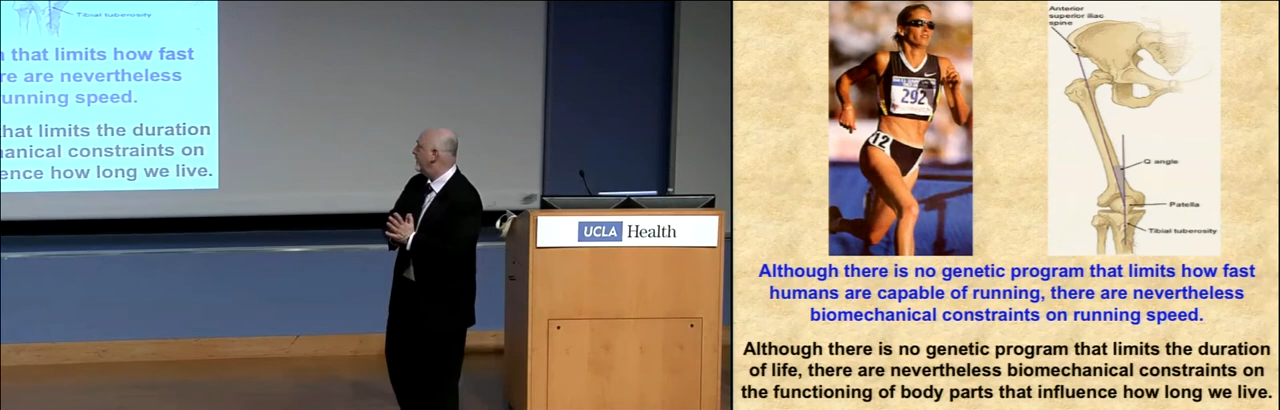 Tibial tuberosity
that limits how fast
re are nevertheless
unning speed.
that limits the duration
hanical constraints on
ence how long we live.
UCLA Health
292
12
Anterior
superior iliac
spine
Q angle
Patella
Tibial tuberosity
Although there is no genetic program that limits how fast
humans are capable of running, there are nevertheless
biomechanical constraints on running speed.
Although there is no genetic program that limits the duration
of life, there are nevertheless biomechanical constraints on
the functioning of body parts that influence how long we live.